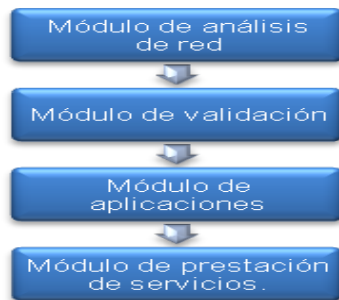 Módulo de análisis
de red
Módulo de validación
Módulo de
aplicaciones
Módulo de prestación
de servicios.